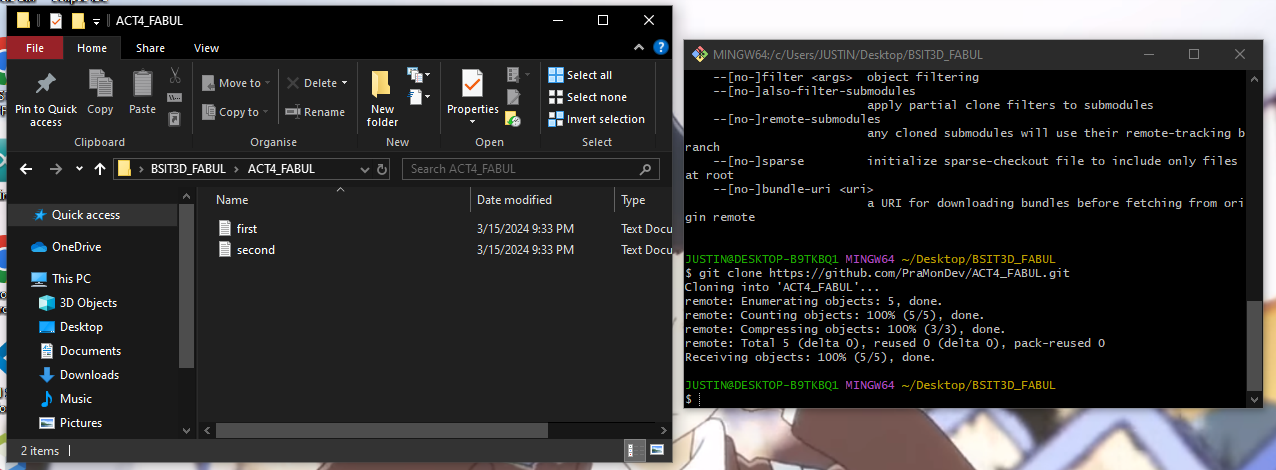 ACT4_FABUL
File Home Share View
Pin to Quick access
Copy
Paste
Clipboard
Move to
Copy to
Delete
Rename
Organise
New folder
New
Properties
Open
Select all
Select none
Invert selection
Select
BSIT3D_FABUL ACT4_FABUL
Search ACT4_FABUL
Quick access
OneDrive
This PC
3D Objects
Desktop
Documents
Downloads
Music
Pictures
Name Date modified Type
first 3/15/2024 9:33 PM Text Docu
second 3/15/2024 9:33 PM Text Docu
2 items
MINGW64:/c/Users/JUSTIN/Desktop/BSIT3D_FABUL
--[no-]filter <args> object filtering
--[no-]also-filter-submodules
apply partial clone filters to submodules
--[no-]remote-submodules
any cloned submodules will use their remote-tracking b
ranch
--[no-]sparse initialize sparse-checkout file to include only files
at root
--[no-]bundle-uri <uri>
a URI for downloading bundles before fetching from ori
gin remote
JUSTIN@DESKTOP-B9TKBQ1 MINGW64 ~/Desktop/BSIT3D_FABUL
$ git clone https://github.com/PraMonDev/ACT4_FABUL.git
Cloning into 'ACT4_FABUL'...
remote: Enumerating objects: 5, done.
remote: Counting objects: 100% (5/5), done.
remote: Compressing objects: 100% (3/3), done.
remote: Total 5 (delta 0), reused 0 (delta 0), pack-reused 0
Receiving objects: 100% (5/5), done.
JUSTIN@DESKTOP-B9TKBQ1 MINGW64 ~/Desktop/BSIT3D_FABUL
$